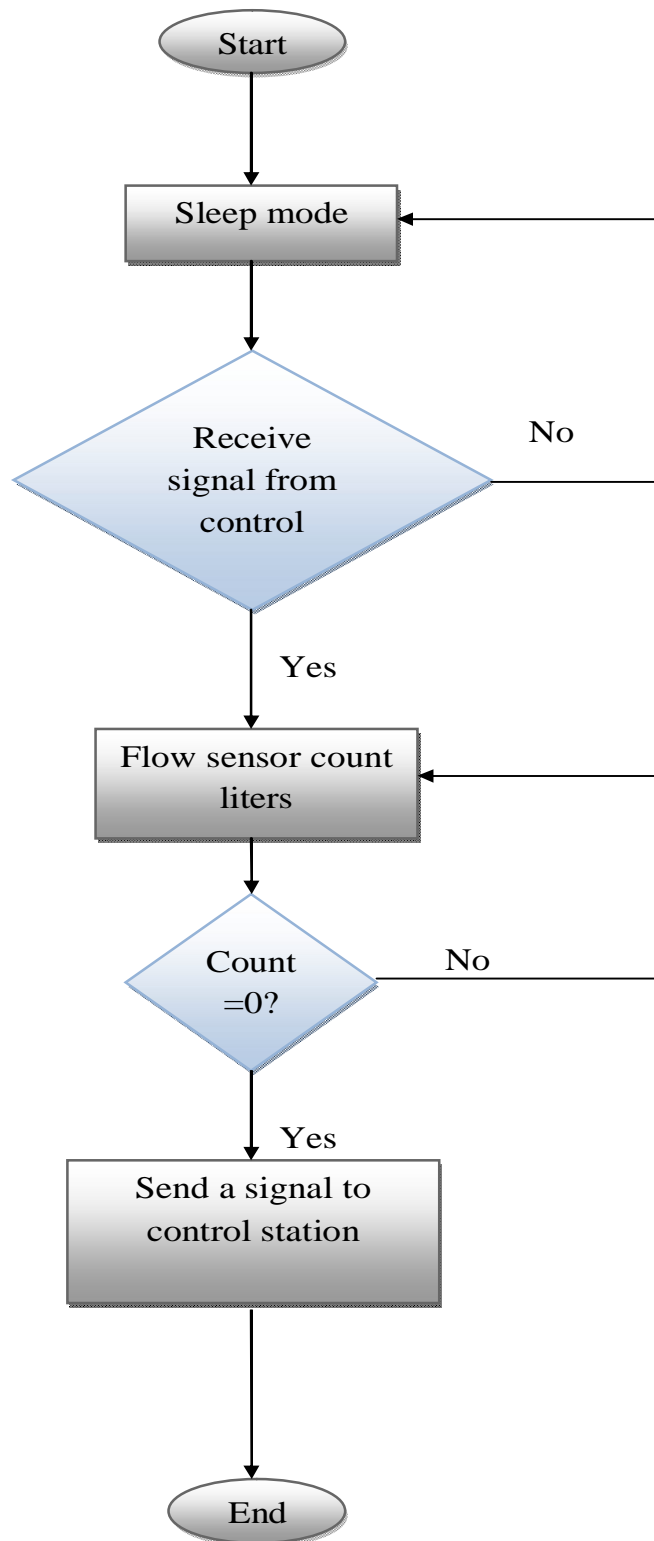 Start
Sleep mode
Receive
signal from
control
No
Yes
Flow sensor count
liters
Count
=0?
No
Yes
Send a signal to
control station
End